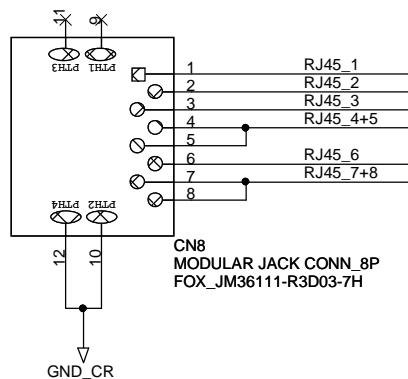 11
9
PTH3
PTH1
1 RJ45_1
2 RJ45_2
3 RJ45_3
4 RJ45_4+5
5
6 RJ45_6
7 RJ45_7+8
8
PTH4
PTH2
12
10
CN8
MODULAR JACK CONN_8P
FOX_JM36111-R3D03-7H
GND_CR